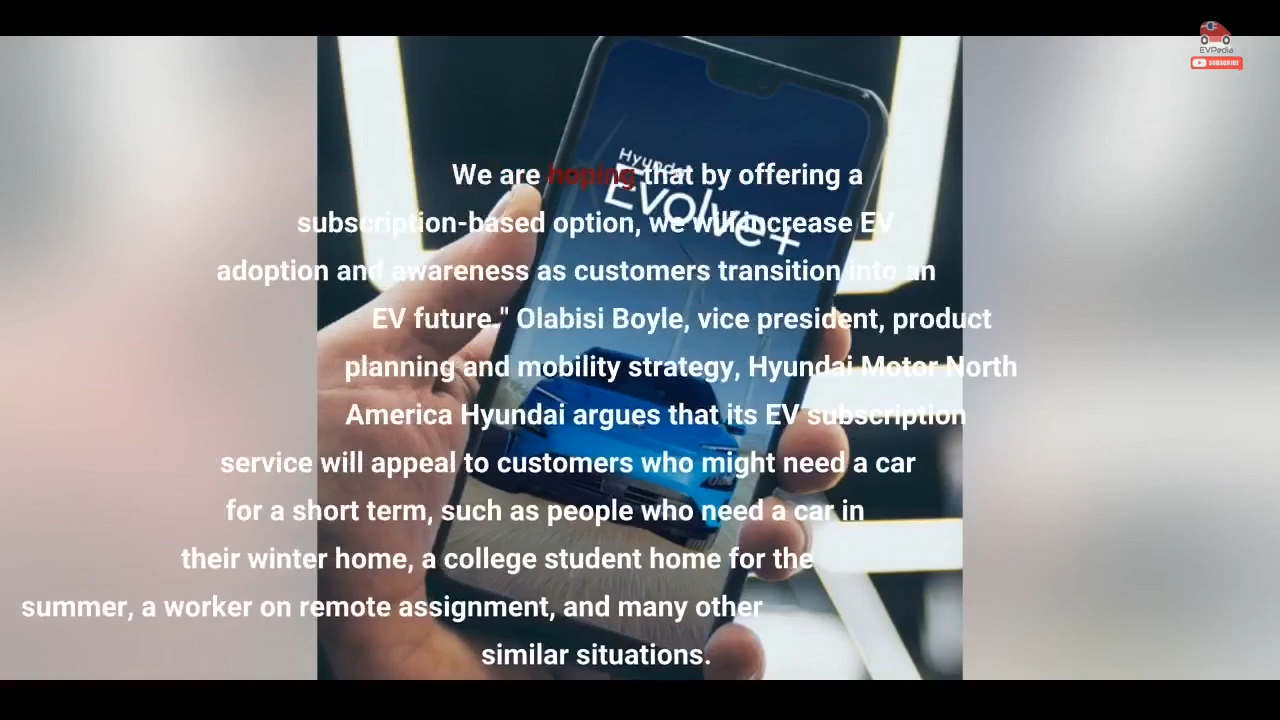 EVPedia
SUBSCRIBE
Hyundai
Evolve+
We are hoping that by offering a
subscription-based option, we will increase EV
adoption and awareness as customers transition into an
EV future." Olabisi Boyle, vice president, product
planning and mobility strategy, Hyundai Motor North
America Hyundai argues that its EV subscription
service will appeal to customers who might need a car
for a short term, such as people who need a car in
their winter home, a college student home for the
summer, a worker on remote assignment, and many other
similar situations.